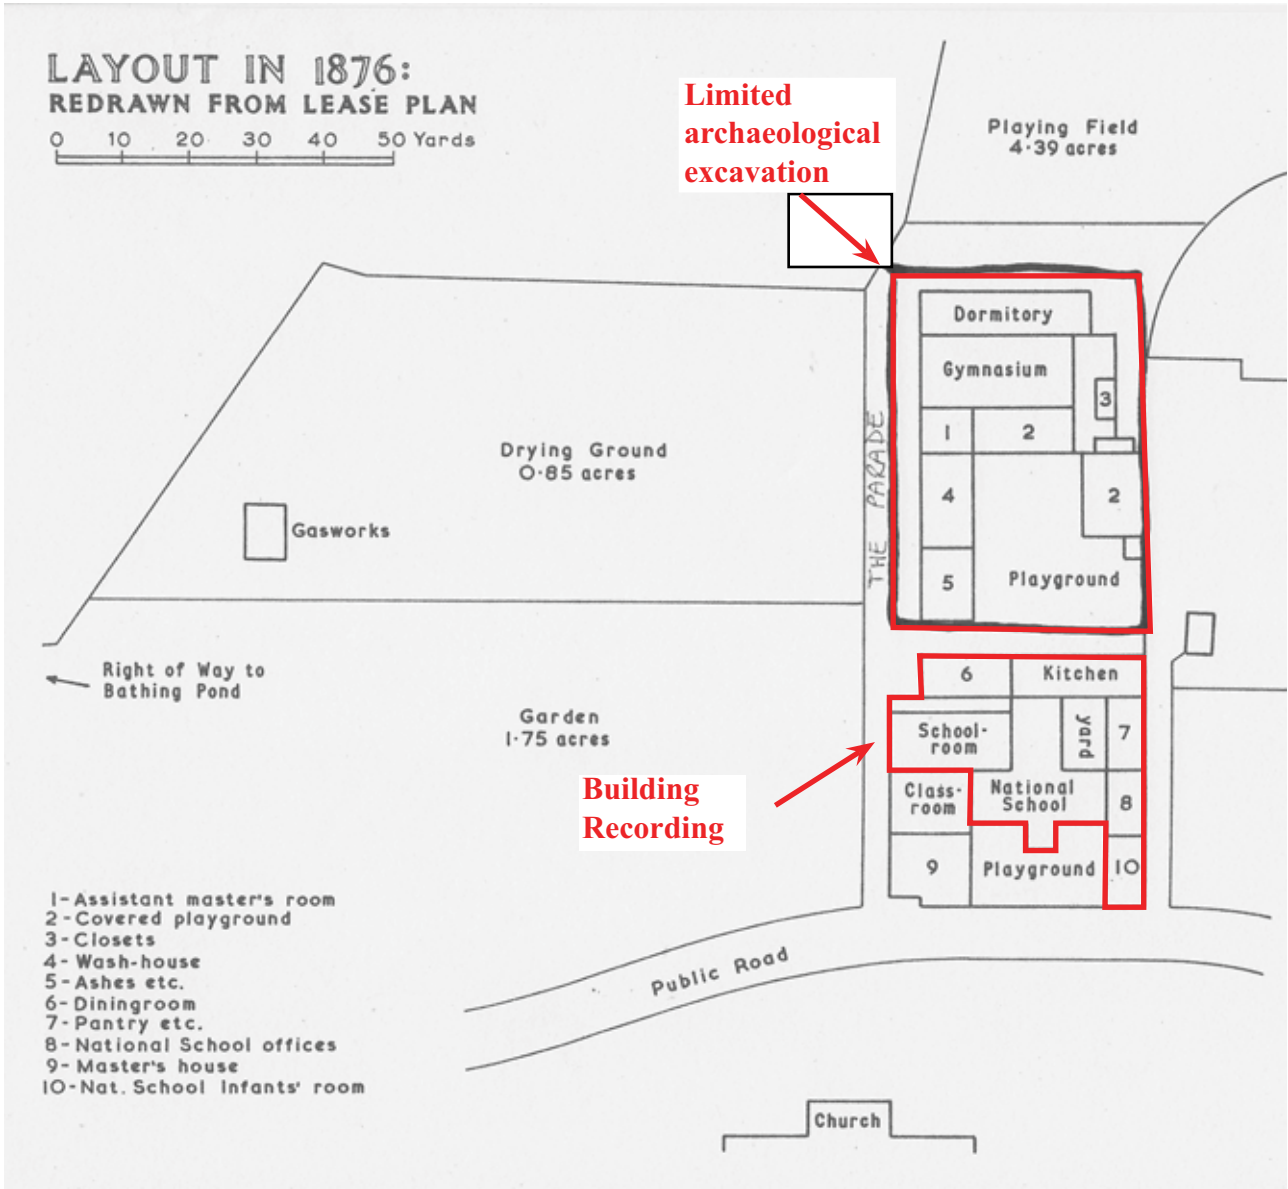 LAYOUT IN 1876:
REDRAWN FROM LEASE PLAN
0 10 20 30 40 50 Yards
Limited
archaeological
excavation
Playing Field
4·39 acres
Dormitory
Gymnasium
3
1
2
Drying Ground
0·85 acres
THE PARADE
4
2
Gasworks
5
Playground
Right of Way to
Bathing Pond
6
Kitchen
Garden
1·75 acres
School-
room
yard
7
Building
Recording
Class-
room
National
School
8
9
Playground
10
1-Assistant master's room
2-Covered playground
3-Closets
4-Wash-house
5-Ashes etc.
6-Diningroom
7-Pantry etc.
8-National School offices
9-Master's house
10-Nat. School Infants' room
Public Road
Church